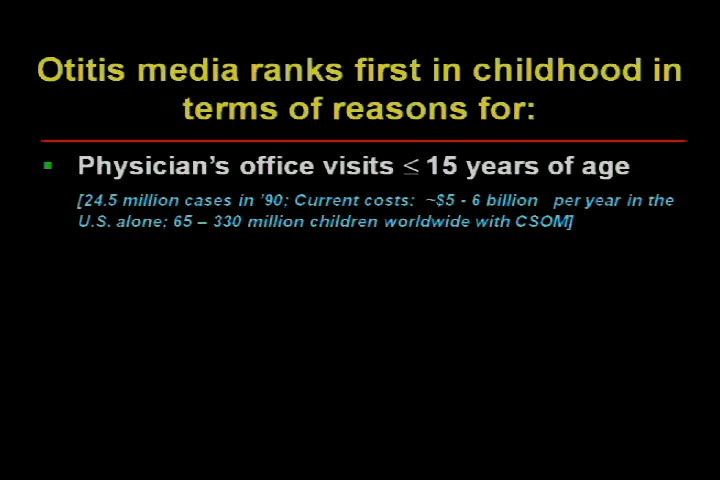 Otitis media ranks first in childhood in
terms of reasons for:
▪ Physician's office visits ≤ 15 years of age
[24.5 million cases in '90; Current costs: ~$5 - 6 billion per year in the
U.S. alone; 65 – 330 million children worldwide with CSOM]